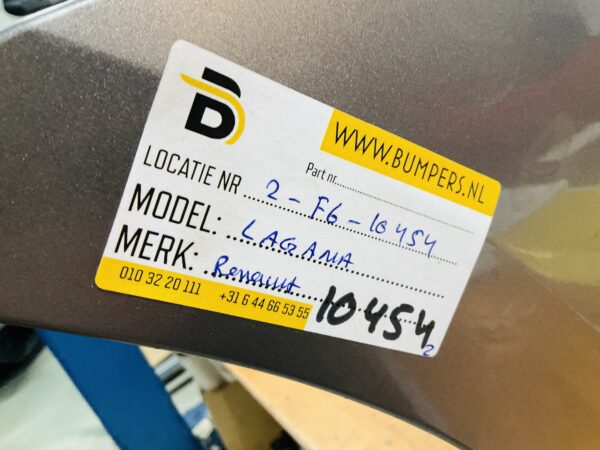 B
WWW.BUMPERS.NL
Part nr.
LOCATIE NR 2-F6-10454
MODEL: LAGANA
MERK: Renault
010 32 20 111 +31 6 44 66 53 55
10454
2